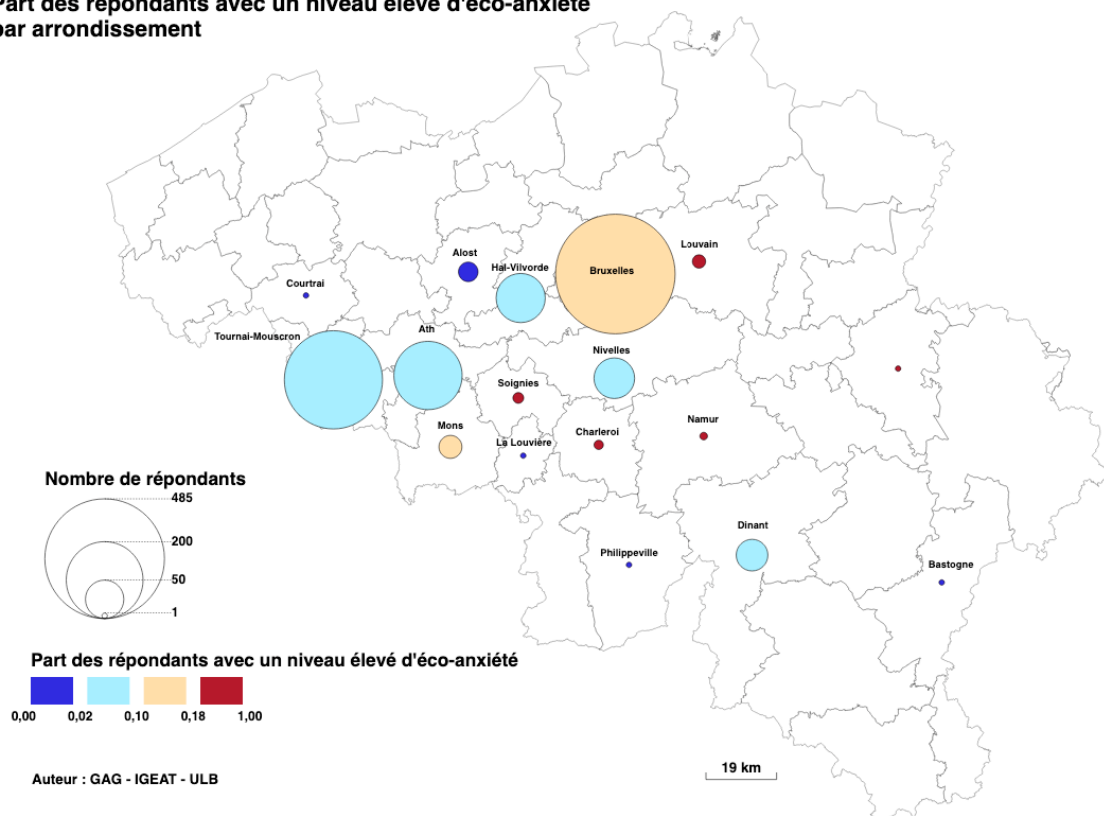 Part des répondants avec un niveau élevé d'éco-anxiété
par arrondissement
Alost
Hal-Vilvorde
Bruxelles
Louvain
Courtrai
Tournai-Mouscron
Ath
Nivelles
Soignies
Mons
La Louvière
Charleroi
Namur
Dinant
Philippeville
Bastogne
Nombre de répondants
485
200
50
1
Part des répondants avec un niveau élevé d'éco-anxiété
0,00 0,02 0,10 0,18 1,00
19 km
Auteur : GAG - IGEAT - ULB